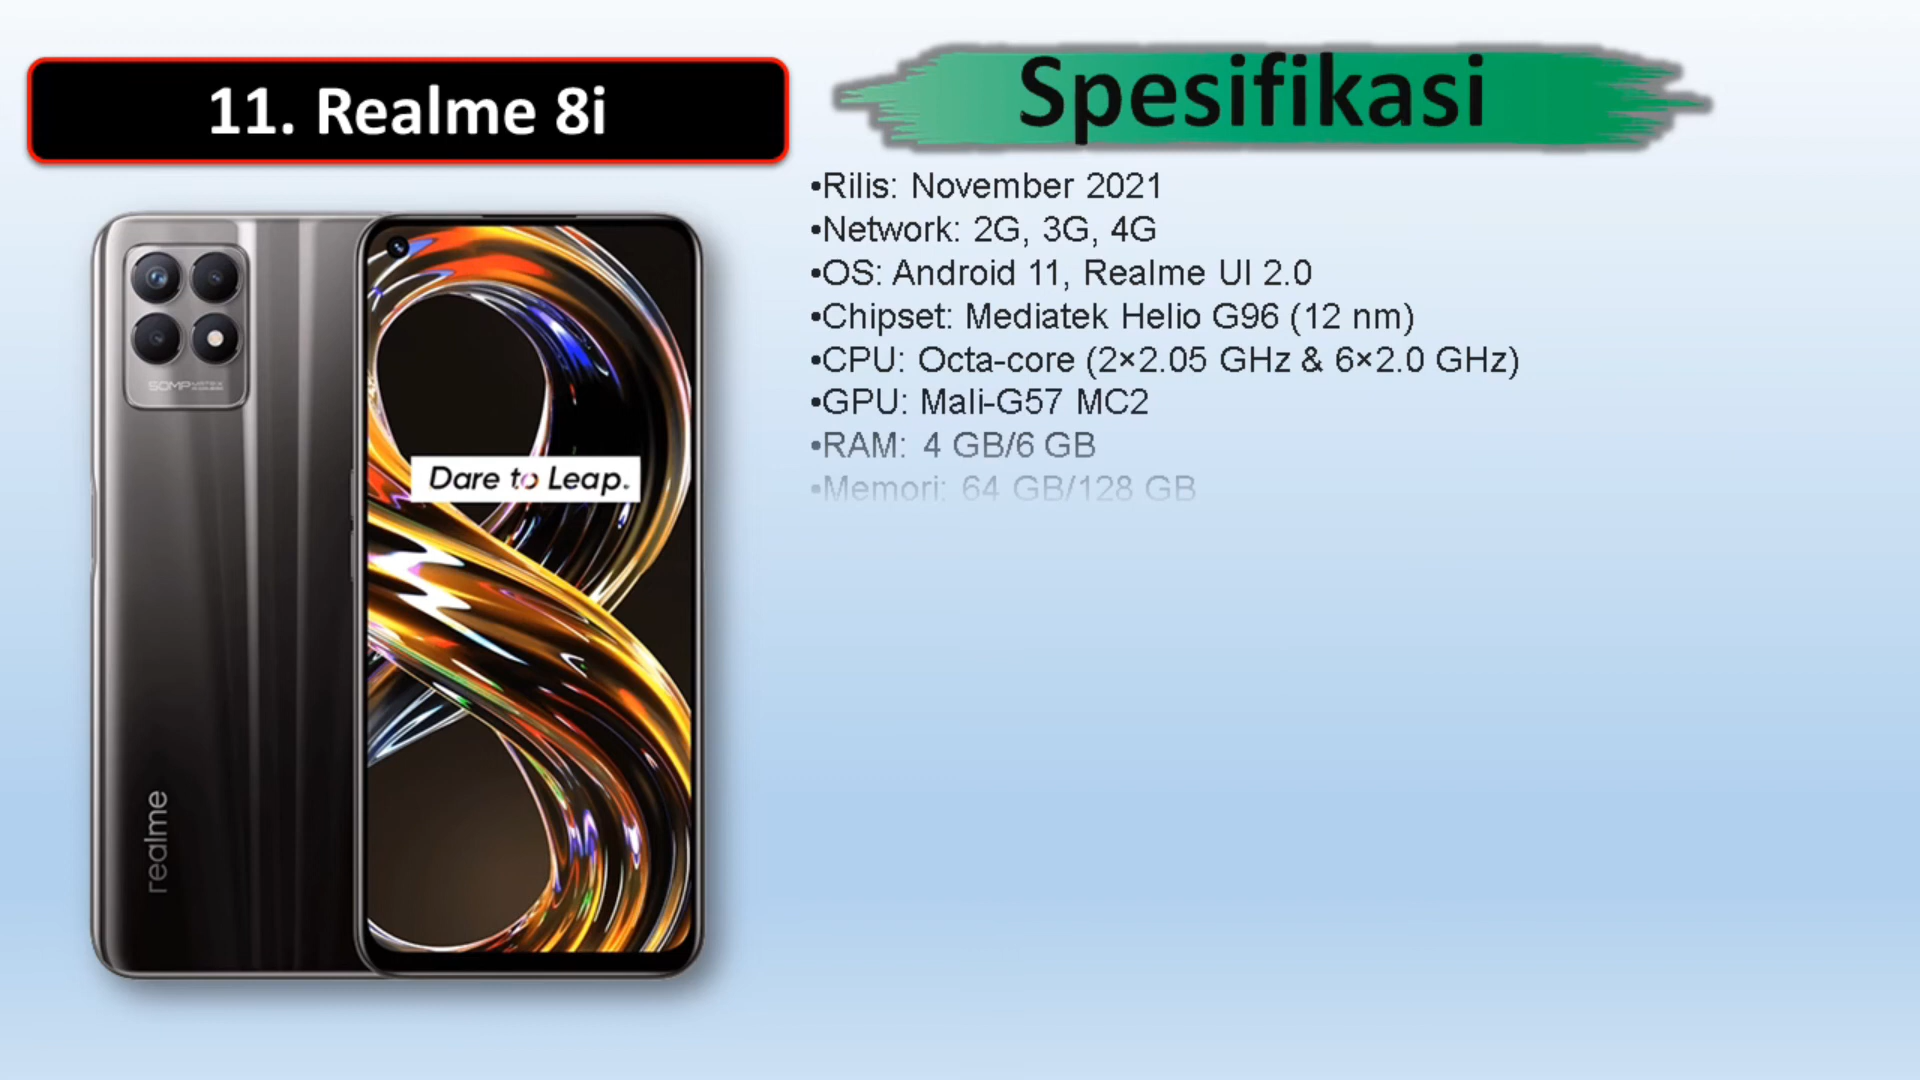 11. Realme 8i
Spesifikasi
•Rilis: November 2021
•Network: 2G, 3G, 4G
•OS: Android 11, Realme UI 2.0
•Chipset: Mediatek Helio G96 (12 nm)
•CPU: Octa-core (2×2.05 GHz & 6×2.0 GHz)
•GPU: Mali-G57 MC2
•RAM: 4 GB/6 GB
•Memori: 64 GB/128 GB
50MP
Dare to Leap.
realme